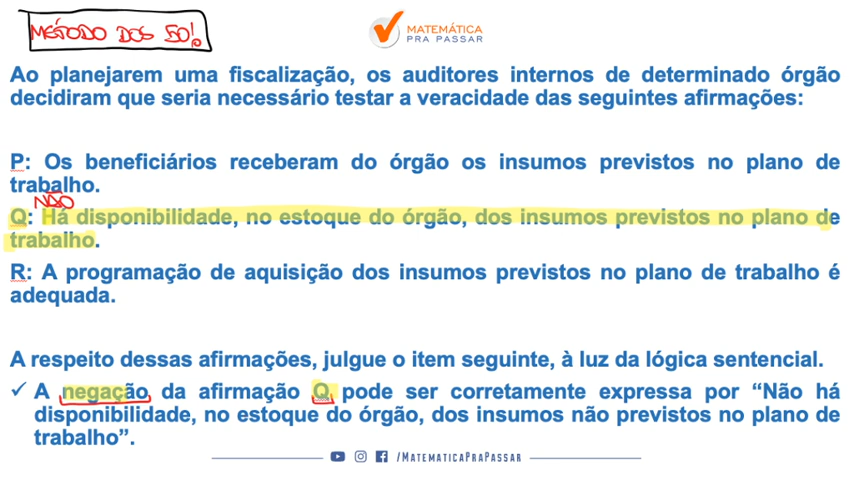 MÉTODO DOS 50!
MATEMÁTICA
PRA PASSAR
Ao planejarem uma fiscalização, os auditores internos de determinado órgão
decidiram que seria necessário testar a veracidade das seguintes afirmações:
P: Os beneficiários receberam do órgão os insumos previstos no plano de
trabalho.
NÃO
Q: Há disponibilidade, no estoque do órgão, dos insumos previstos no plano de
trabalho.
R: A programação de aquisição dos insumos previstos no plano de trabalho é
adequada.
A respeito dessas afirmações, julgue o item seguinte, à luz da lógica sentencial.
✓ A negação da afirmação Q pode ser corretamente expressa por “Não há
disponibilidade, no estoque do órgão, dos insumos não previstos no plano de
trabalho”.
/MATEMATICAPRAPASSAR